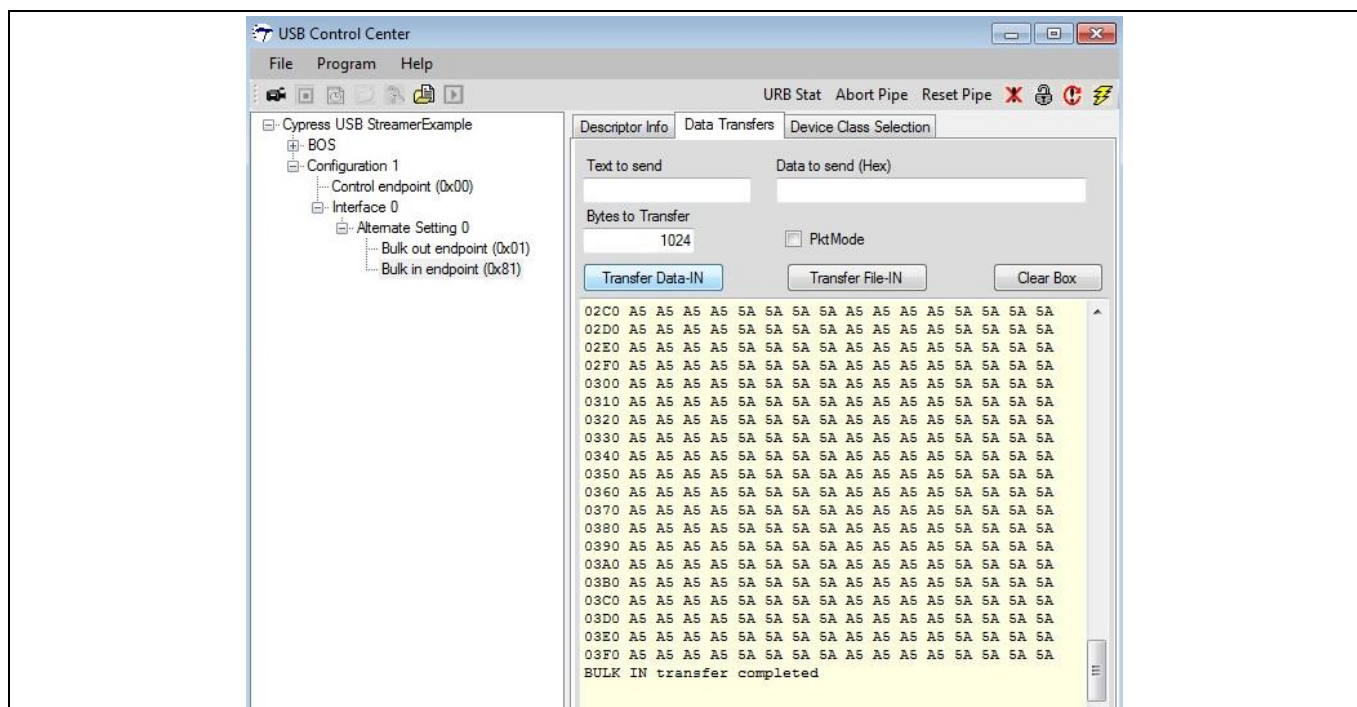 USB Control Center
File Program Help
URB Stat Abort Pipe Reset Pipe
Cypress USB StreamerExample
BOS
Configuration 1
Control endpoint (0x00)
Interface 0
Alternate Setting 0
Bulk out endpoint (0x01)
Bulk in endpoint (0x81)
Descriptor Info Data Transfers Device Class Selection
Text to send Data to send (Hex)
Bytes to Transfer
1024 PktMode
Transfer Data-IN Transfer File-IN Clear Box
02C0 A5 A5 A5 A5 5A 5A 5A 5A A5 A5 A5 A5 5A 5A 5A 5A
02D0 A5 A5 A5 A5 5A 5A 5A 5A A5 A5 A5 A5 5A 5A 5A 5A
02E0 A5 A5 A5 A5 5A 5A 5A 5A A5 A5 A5 A5 5A 5A 5A 5A
02F0 A5 A5 A5 A5 5A 5A 5A 5A A5 A5 A5 A5 5A 5A 5A 5A
0300 A5 A5 A5 A5 5A 5A 5A 5A A5 A5 A5 A5 5A 5A 5A 5A
0310 A5 A5 A5 A5 5A 5A 5A 5A A5 A5 A5 A5 5A 5A 5A 5A
0320 A5 A5 A5 A5 5A 5A 5A 5A A5 A5 A5 A5 5A 5A 5A 5A
0330 A5 A5 A5 A5 5A 5A 5A 5A A5 A5 A5 A5 5A 5A 5A 5A
0340 A5 A5 A5 A5 5A 5A 5A 5A A5 A5 A5 A5 5A 5A 5A 5A
0350 A5 A5 A5 A5 5A 5A 5A 5A A5 A5 A5 A5 5A 5A 5A 5A
0360 A5 A5 A5 A5 5A 5A 5A 5A A5 A5 A5 A5 5A 5A 5A 5A
0370 A5 A5 A5 A5 5A 5A 5A 5A A5 A5 A5 A5 5A 5A 5A 5A
0380 A5 A5 A5 A5 5A 5A 5A 5A A5 A5 A5 A5 5A 5A 5A 5A
0390 A5 A5 A5 A5 5A 5A 5A 5A A5 A5 A5 A5 5A 5A 5A 5A
03A0 A5 A5 A5 A5 5A 5A 5A 5A A5 A5 A5 A5 5A 5A 5A 5A
03B0 A5 A5 A5 A5 5A 5A 5A 5A A5 A5 A5 A5 5A 5A 5A 5A
03C0 A5 A5 A5 A5 5A 5A 5A 5A A5 A5 A5 A5 5A 5A 5A 5A
03D0 A5 A5 A5 A5 5A 5A 5A 5A A5 A5 A5 A5 5A 5A 5A 5A
03E0 A5 A5 A5 A5 5A 5A 5A 5A A5 A5 A5 A5 5A 5A 5A 5A
03F0 A5 A5 A5 A5 5A 5A 5A 5A A5 A5 A5 A5 5A 5A 5A 5A
BULK IN transfer completed